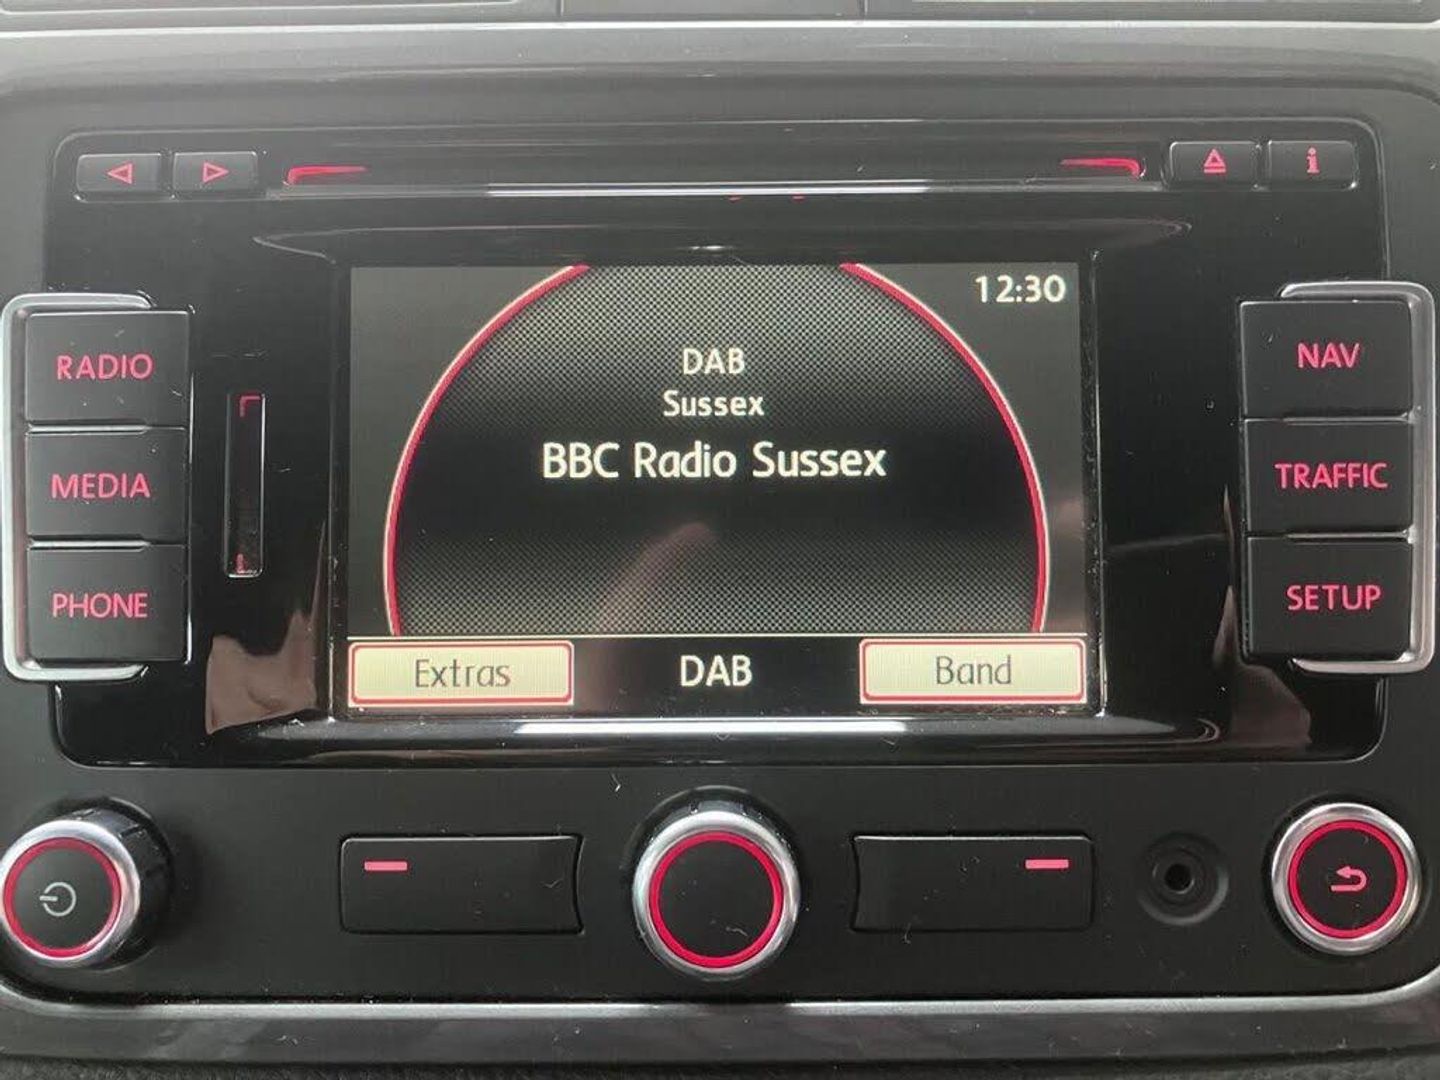 12:30
DAB
Sussex
BBC Radio Sussex
Extras
DAB
Band
RADIO
MEDIA
PHONE
NAV
TRAFFIC
SETUP
i